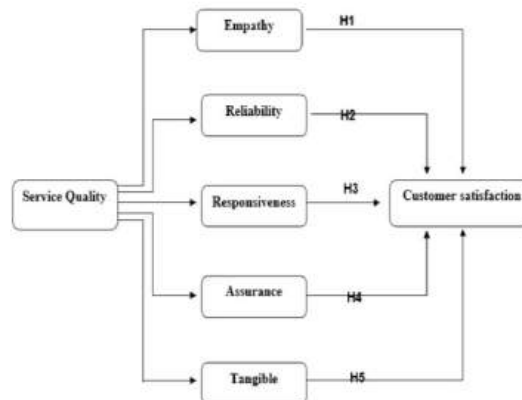 Empathy
H1
Reliability
H2
Service Quality
Responsiveness
H3
Customer satisfaction
Assurance
H4
Tangible
H5